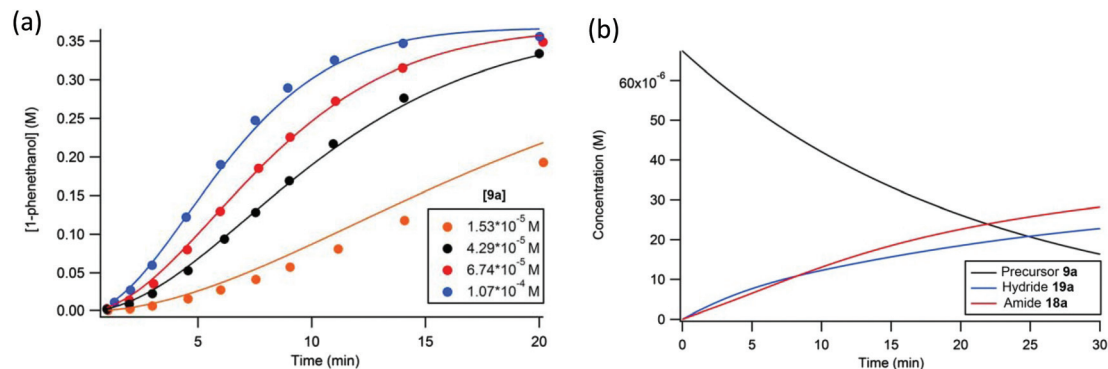 (a)
[1-phenethanol] (M)
0.35
0.30
0.25
0.20
0.15
0.10
0.05
0.00
[9a]
1.53*10⁻⁵ M
4.29*10⁻⁵ M
6.74*10⁻⁵ M
1.07*10⁻⁴ M
5
10
15
20
Time (min)
(b)
Concentration (M)
60x10⁻⁶
50
40
30
20
10
0
Precursor 9a
Hydride 19a
Amide 18a
0
5
10
15
20
25
30
Time (min)